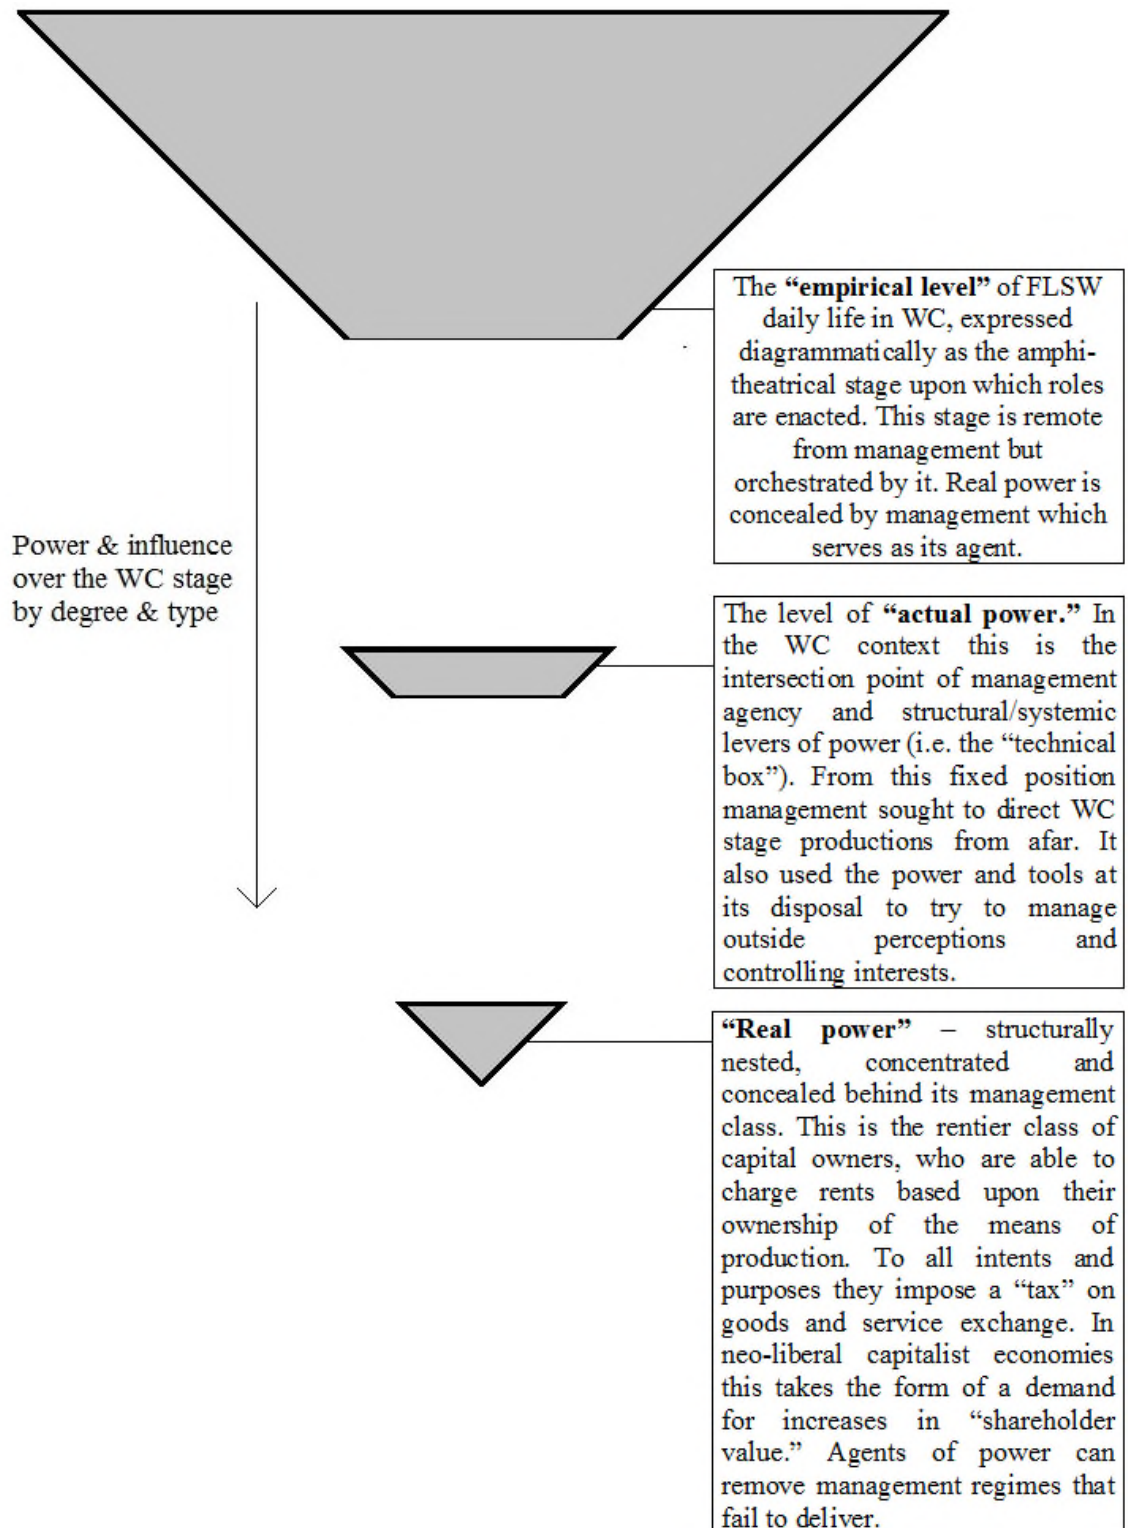 The “empirical level” of FLSW
daily life in WC, expressed
diagrammatically as the amphi-
theatrical stage upon which roles
are enacted. This stage is remote
from management but
orchestrated by it. Real power is
concealed by management which
serves as its agent.
Power & influence
over the WC stage
by degree & type
The level of “actual power.” In
the WC context this is the
intersection point of management
agency and structural/systemic
levers of power (i.e. the “technical
box”). From this fixed position
management sought to direct WC
stage productions from afar. It
also used the power and tools at
its disposal to try to manage
outside perceptions and
controlling interests.
“Real power” – structurally
nested, concentrated and
concealed behind its management
class. This is the rentier class of
capital owners, who are able to
charge rents based upon their
ownership of the means of
production. To all intents and
purposes they impose a “tax” on
goods and service exchange. In
neo-liberal capitalist economies
this takes the form of a demand
for increases in “shareholder
value.” Agents of power can
remove management regimes that
fail to deliver.